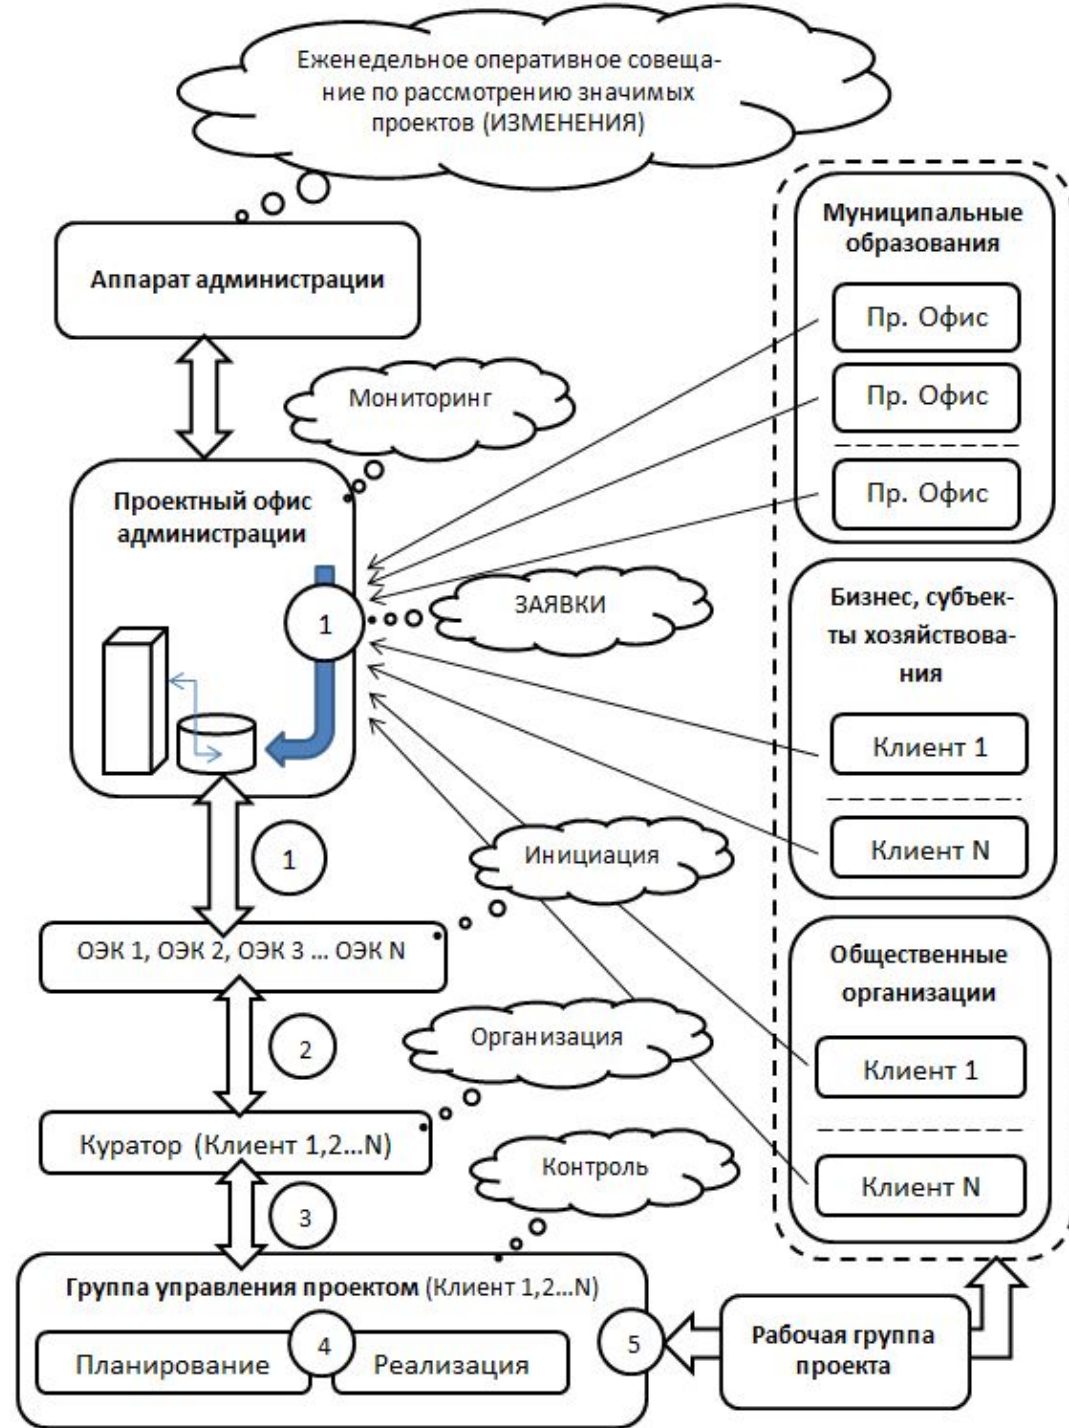 Еженедельное оперативное совеща-
ние по рассмотрению значимых
проектов (ИЗМЕНЕНИЯ)
Аппарат администрации
Мониторинг
Проектный офис
администрации
1
ЗАЯВКИ
1
Инициация
ОЭК 1, ОЭК 2, ОЭК 3 ... ОЭК N
2
Организация
Куратор (Клиент 1,2...N)
3
Контроль
Группа управления проектом (Клиент 1,2...N)
Планирование
4
Реализация
5
Рабочая группа
проекта
Муниципальные
образования
Пр. Офис
Пр. Офис
Пр. Офис
Бизнес, субъек-
ты хозяйствова-
ния
Клиент 1
Клиент N
Общественные
организации
Клиент 1
Клиент N